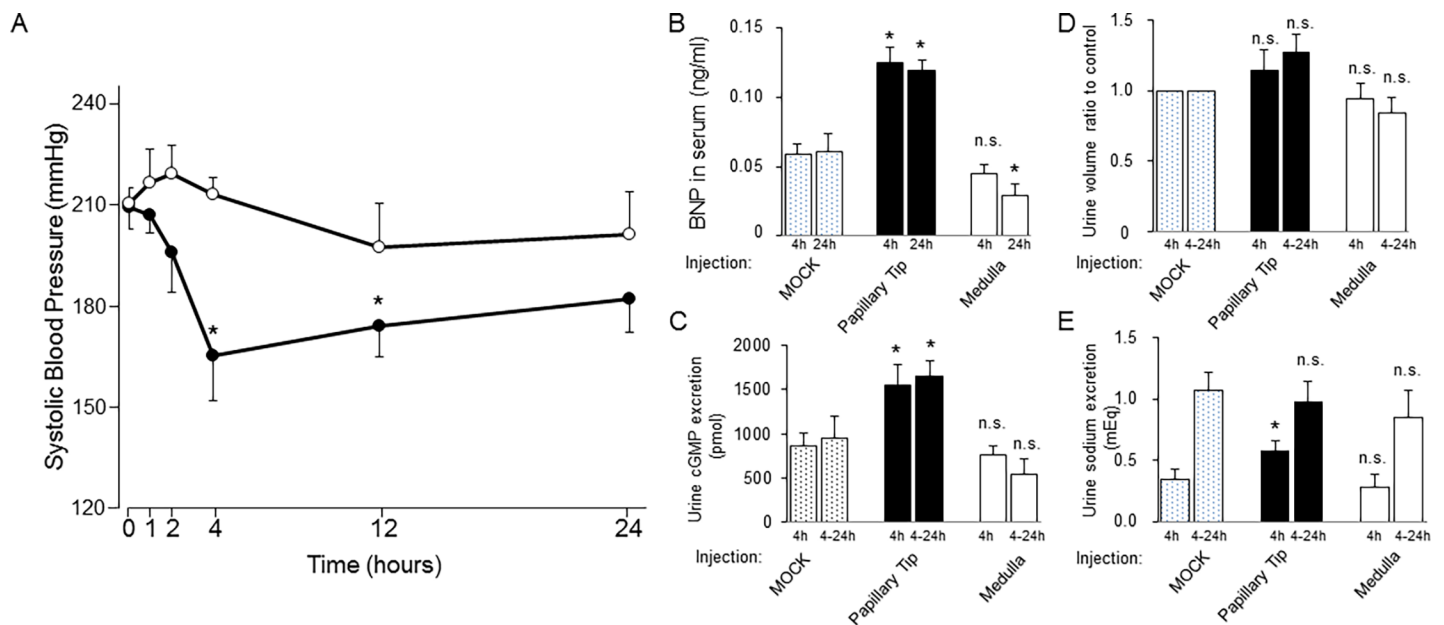 A
Systolic Blood Pressure (mmHg)
240
210
180
150
120
*
*
0 1 2 4 12 24
Time (hours)
B
BNP in serum (ng/ml)
0.15
0.10
0.05
0
* *
n.s. *
4h 24h 4h 24h 4h 24h
Injection:
MOCK
Papillary Tip
Medulla
C
Urine cGMP excretion
(pmol)
2000
1500
1000
500
0
* *
n.s. n.s.
4h 4-24h 4h 4-24h 4h 4-24h
Injection:
MOCK
Papillary Tip
Medulla
D
Urine volume ratio to control
1.5
1.0
0.5
0
n.s. n.s.
n.s. n.s.
4h 4-24h 4h 4-24h 4h 4-24h
Injection:
MOCK
Papillary Tip
Medulla
E
Urine sodium excretion
(mEq)
1.5
1.0
0.5
0.0
* n.s.
n.s. n.s.
4h 4-24h 4h 4-24h 4h 4-24h
Injection:
MOCK
Papillary Tip
Medulla